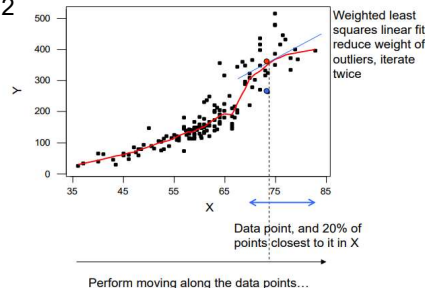 2
500
400
300
200
100
0
Y
35
45
55
65
75
85
X
Weighted least
squares linear fit
reduce weight of
outliers, iterate
twice
Data point, and 20% of
points closest to it in X
Perform moving along the data points…